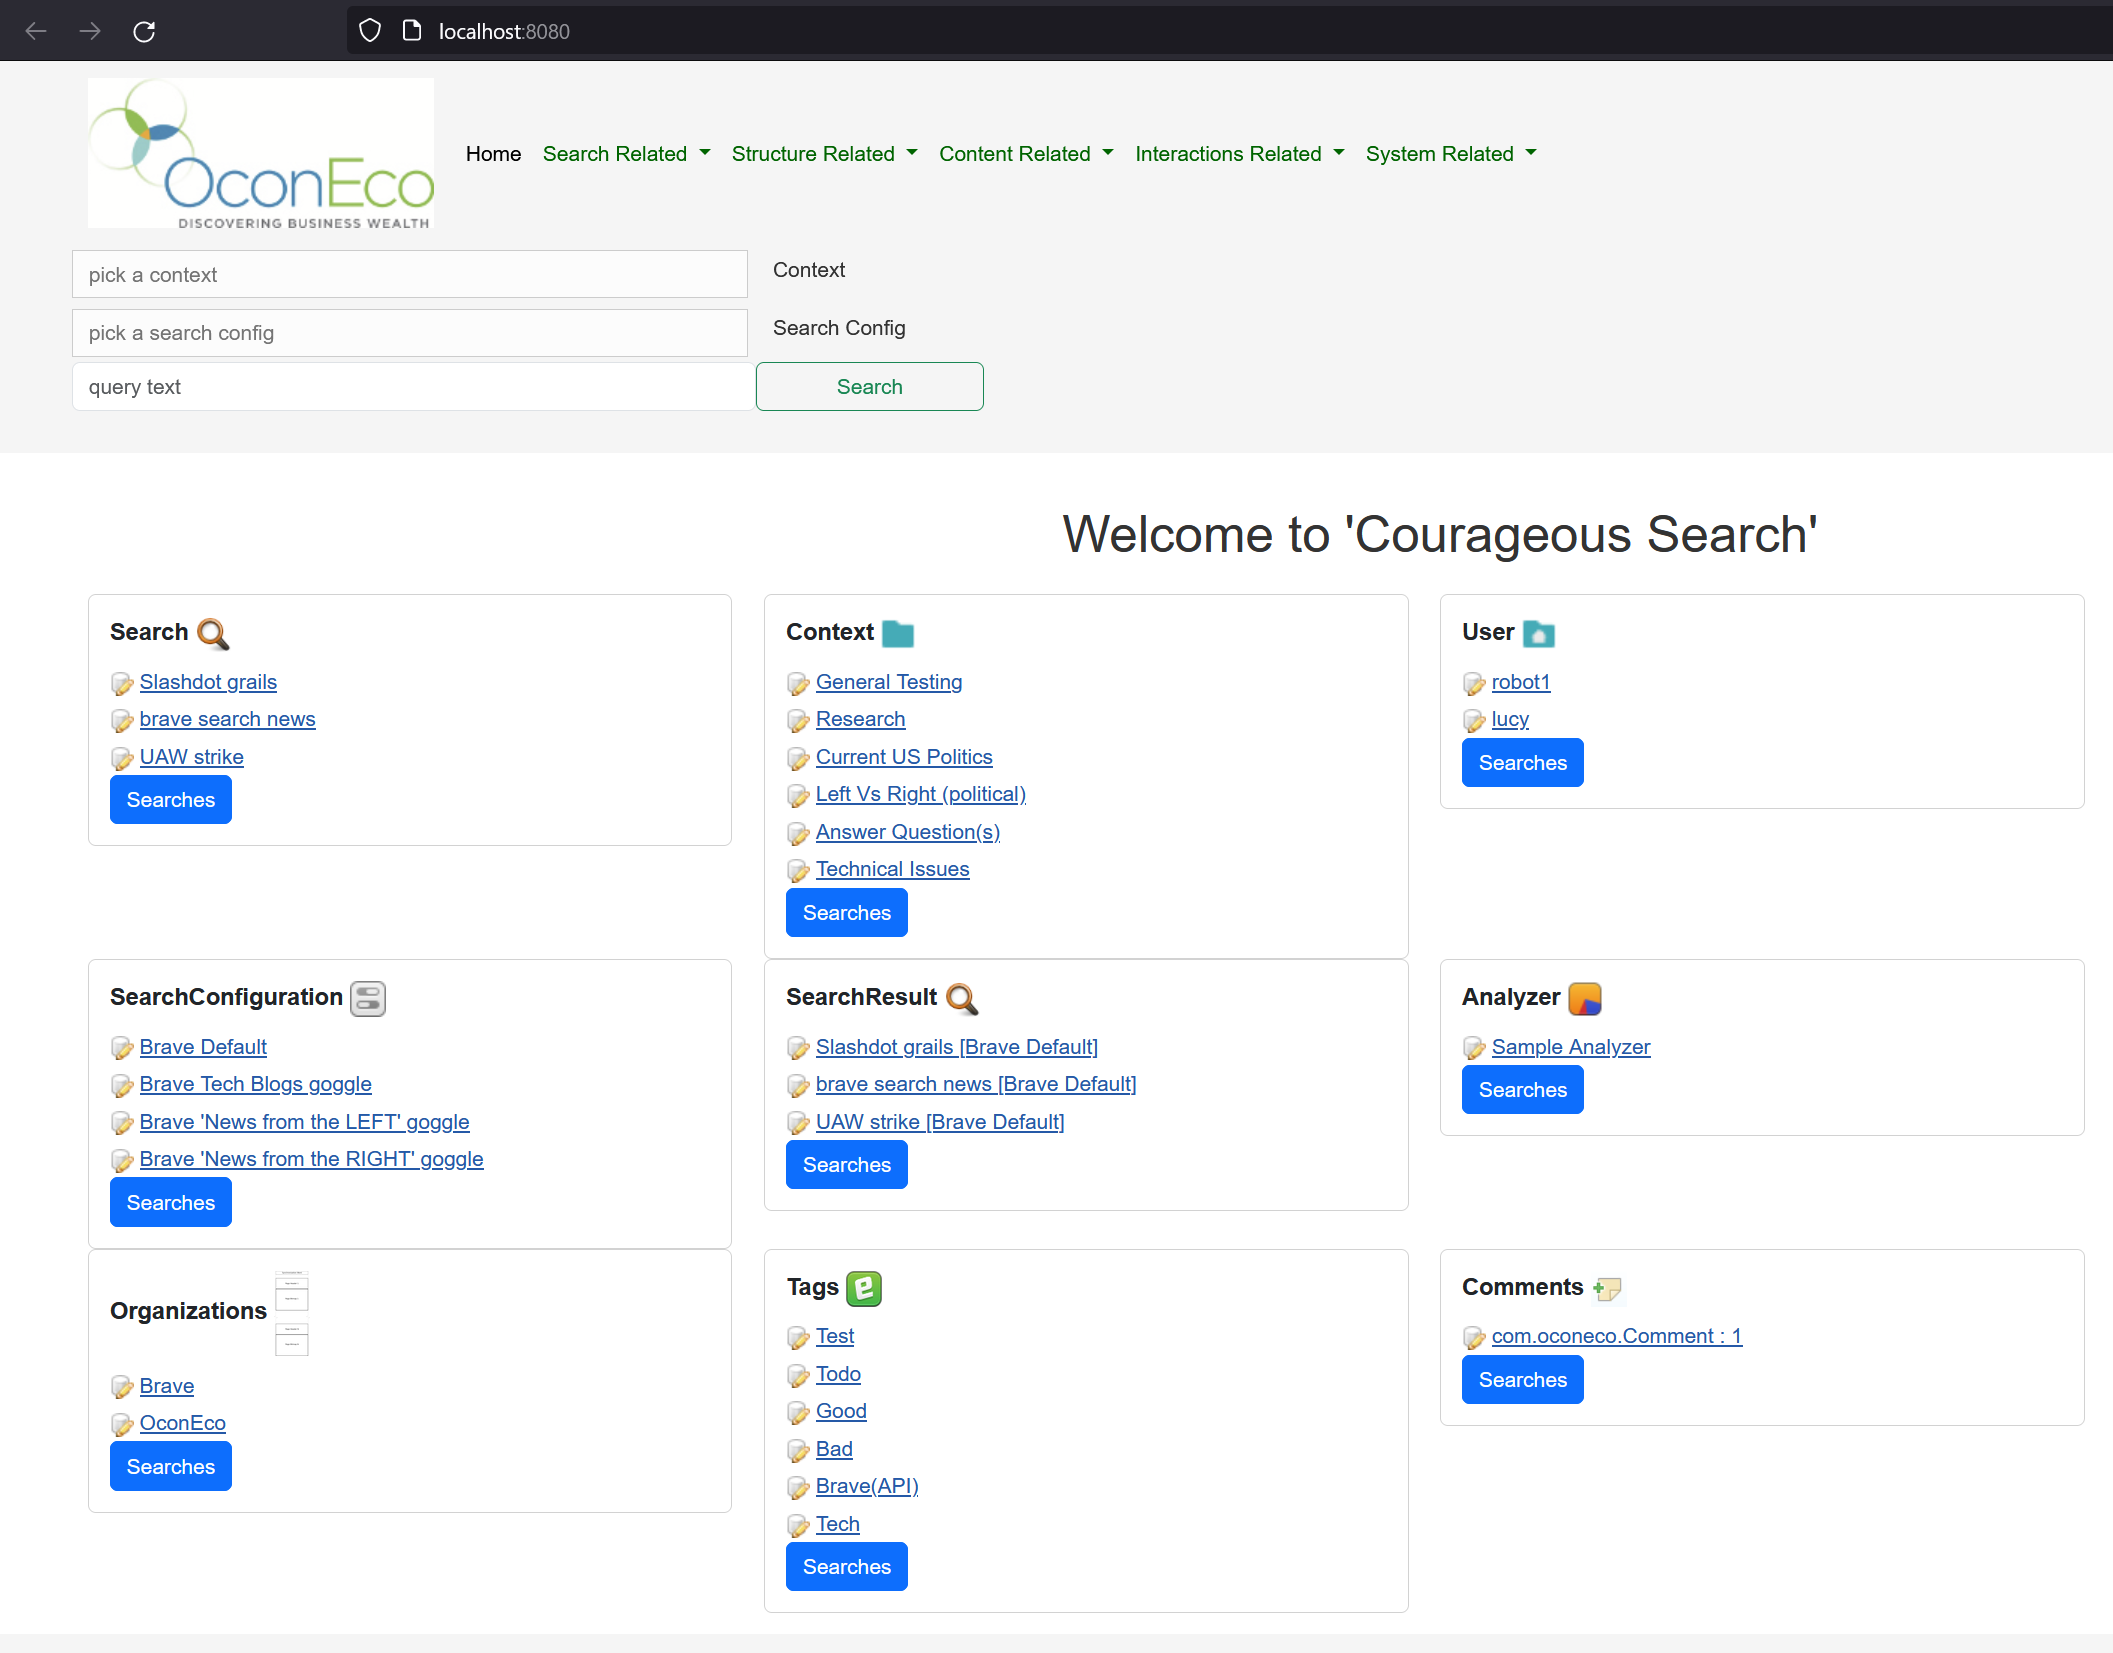 localhost:8080
OconEco
DISCOVERING BUSINESS WEALTH
Home Search Related Structure Related Content Related Interactions Related System Related
pick a context Context
pick a search config Search Config
query text Search
Welcome to 'Courageous Search'
Search
Slashdot grails
brave search news
UAW strike
Searches
Context
General Testing
Research
Current US Politics
Left Vs Right (political)
Answer Question(s)
Technical Issues
Searches
User
robot1
lucy
Searches
SearchConfiguration
Brave Default
Brave Tech Blogs goggle
Brave 'News from the LEFT' goggle
Brave 'News from the RIGHT' goggle
Searches
SearchResult
Slashdot grails [Brave Default]
brave search news [Brave Default]
UAW strike [Brave Default]
Searches
Analyzer
Sample Analyzer
Searches
Organizations
Brave
OconEco
Searches
Tags
Test
Todo
Good
Bad
Brave(API)
Tech
Searches
Comments
com.oconeco.Comment : 1
Searches